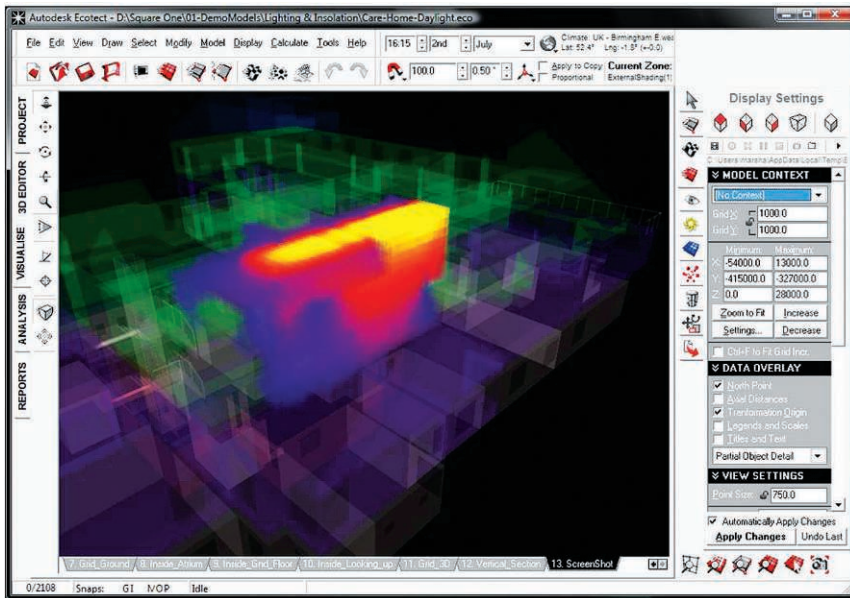 Autodesk Ecotect - D:\Square One\01-DemoModels\Lighting & Insolation\Care-Home-Daylight.eco
File Edit View Draw Select Modify Model Display Calculate Tools Help
16:15 2nd July
Climate: UK - Birmingham E.wea
Lat: 52.4° Lng: -1.8° (+-0.0)
100.0 0.50°
Apply to Copy
Proportional
Current Zone:
ExternalShading(1)
PROJECT
3D EDITOR
VISUALISE
ANALYSIS
REPORTS
Display Settings
MODEL CONTEXT
[No Context]
Grid X: 1000.0
Grid Y: 1000.0
Minimum: Maximum:
X: -54000.0 13000.0
Y: -415000.0 -327000.0
Z: 0.0 28000.0
Zoom to Fit Increase
Settings... Decrease
Ctrl+F to Fit Grid Incr.
DATA OVERLAY
North Point
Axial Distances
Tranformation Origin
Legends and Scales
Titles and Text
Partial Object Detail
VIEW SETTINGS
Point Size: 750.0
Automatically Apply Changes
Apply Changes Undo Last
7. Grid_Ground 8. Inside_Atrium 9. Inside_Gnd_Floor 10. Inside_Looking_up 11. Grid_3D 12. Vertical_Section 13. ScreenShot
0/2108 Snaps: GI Idle